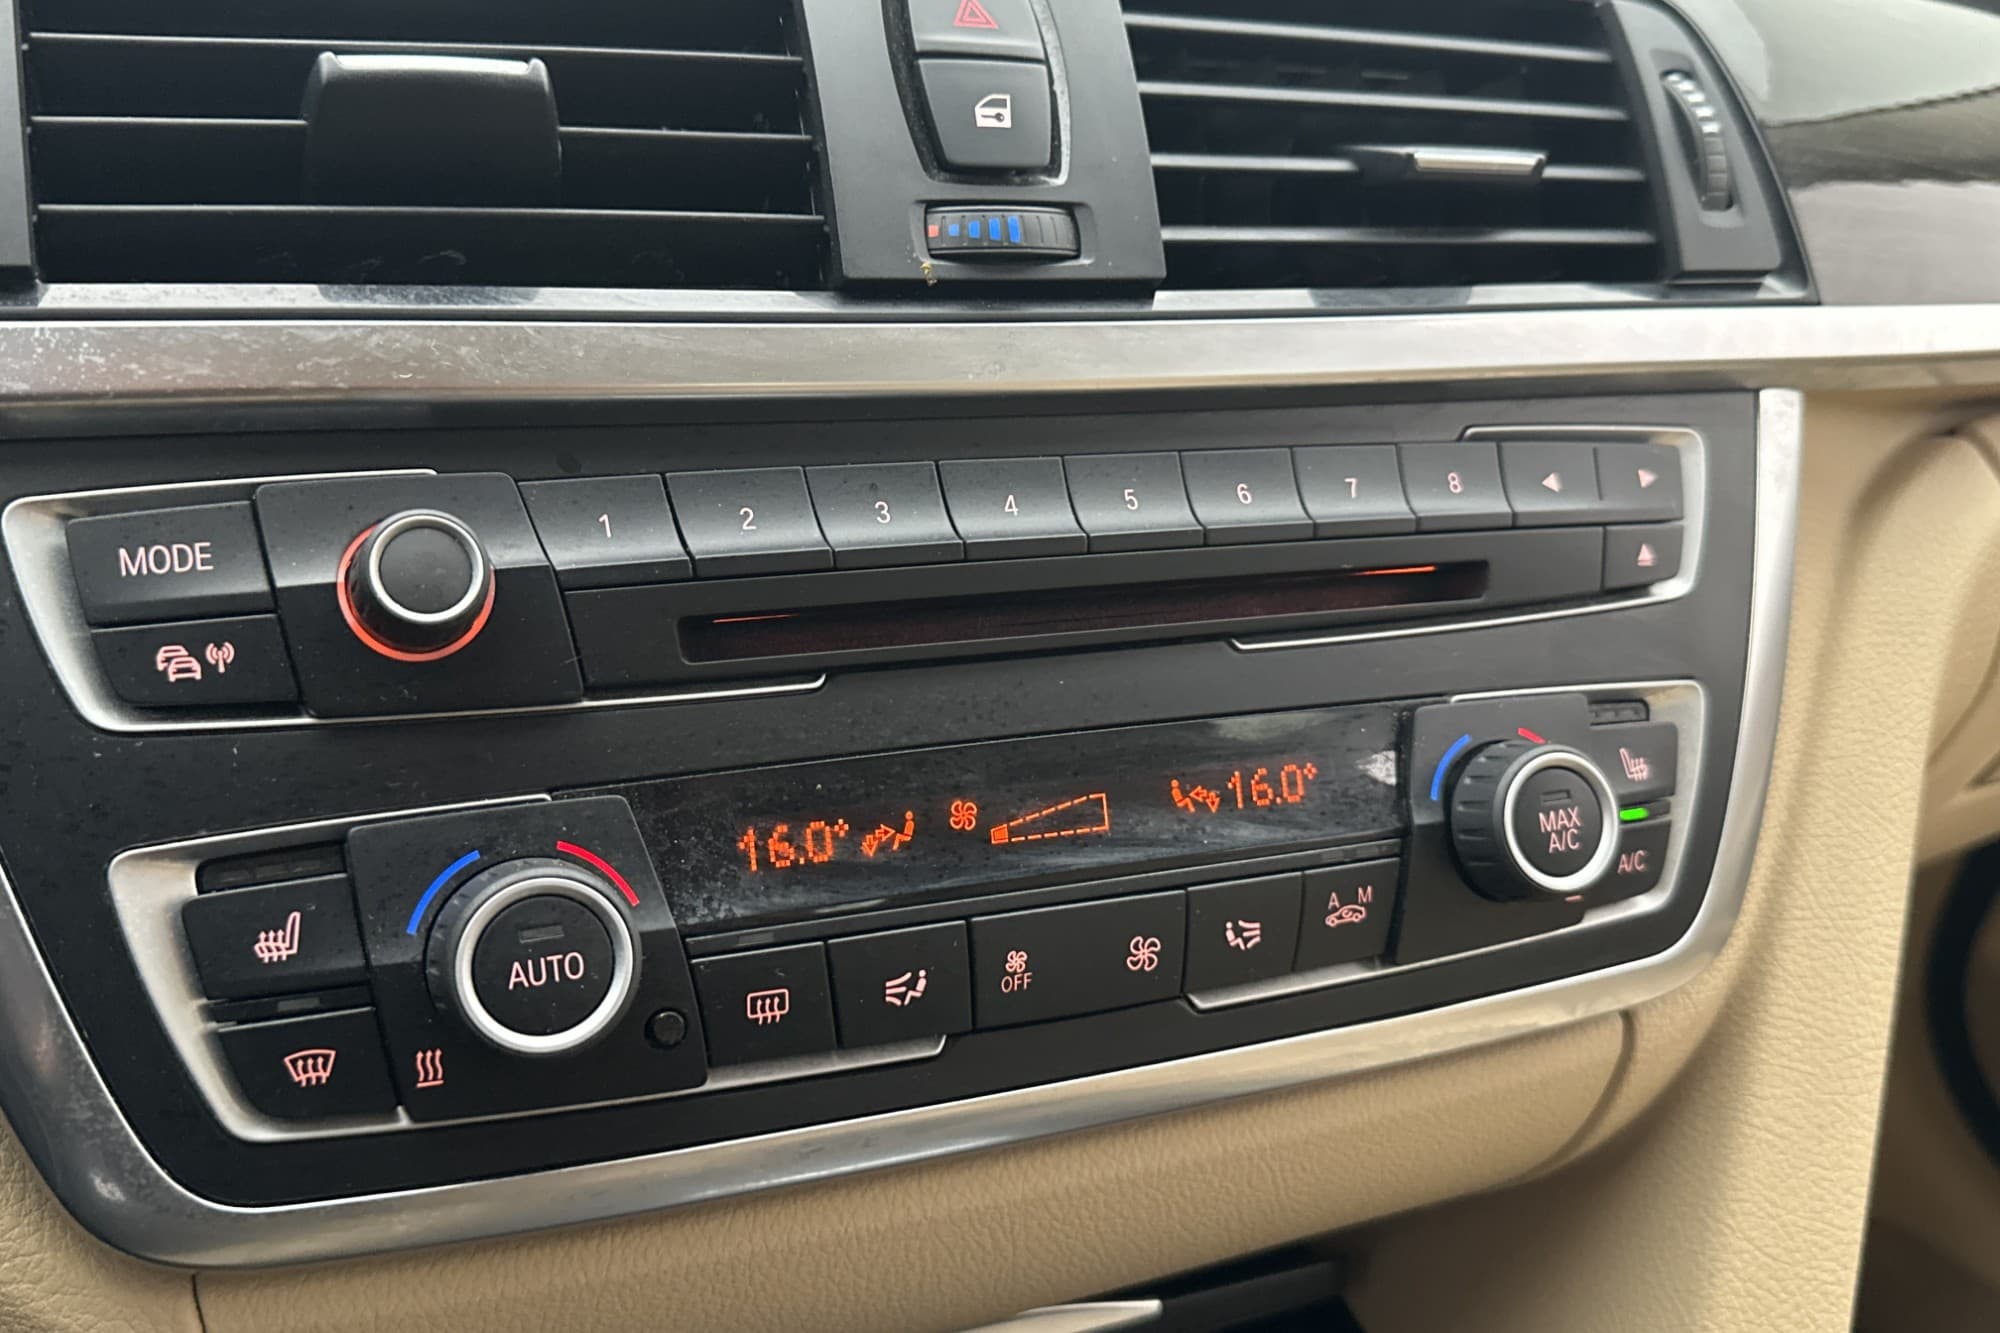 MODE
1 2 3 4 5 6 7 8
16.0°
16.0°
MAX
A/C
A/C
AUTO
OFF
A M